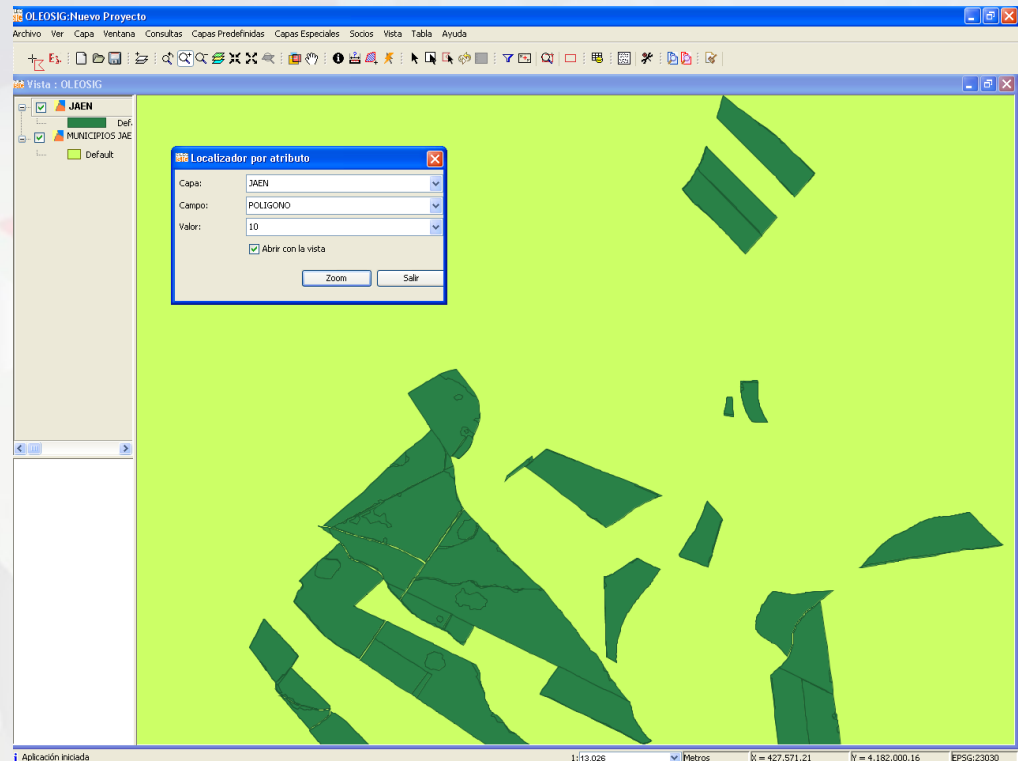 OLEOSIG:Nuevo Proyecto
Archivo Ver Capa Ventana Consultas Capas Predefinidas Capas Especiales Socios Vista Tabla Ayuda
Vista : OLEOSIG
JAEN
Def.
MUNICIPIOS JAE
Default
Localizador por atributo
Capa: JAEN
Campo: POLIGONO
Valor: 10
Abrir con la vista
Zoom Salir
Aplicación iniciada 1: 13.026 Metros X = 427.571,21 Y = 4.182.000,16 EPSG:23030